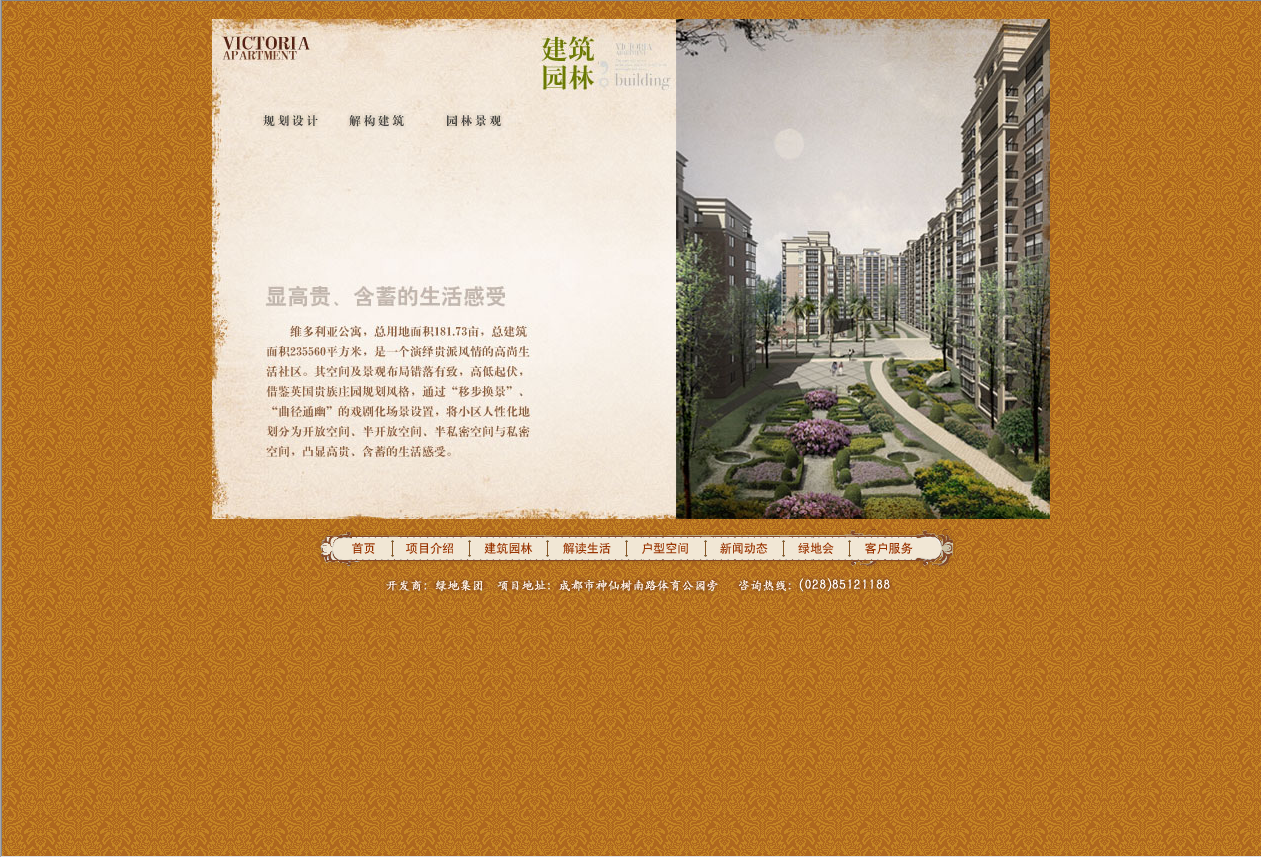 VICTORIA
APARTMENT
建筑
园林
VICTORIA
building
规划设计 解构建筑 园林景观
显高贵、含蓄的生活感受
维多利亚公寓，总用地面积181.73亩，总建筑
面积235560平方米，是一个演绎贵派风情的高尚生
活社区。其空间及景观布局错落有致，高低起伏，
借鉴英国贵族庄园规划风格，通过“移步换景”、
“曲径通幽”的戏剧化场景设置，将小区人性化地
划分为开放空间、半开放空间、半私密空间与私密
空间，凸显高贵、含蓄的生活感受。
首页 项目介绍 建筑园林 解读生活 户型空间 新闻动态 绿地会 客户服务
开发商：绿地集团 项目地址：成都市神仙树南路体育公园旁 咨询热线：(028)85121188